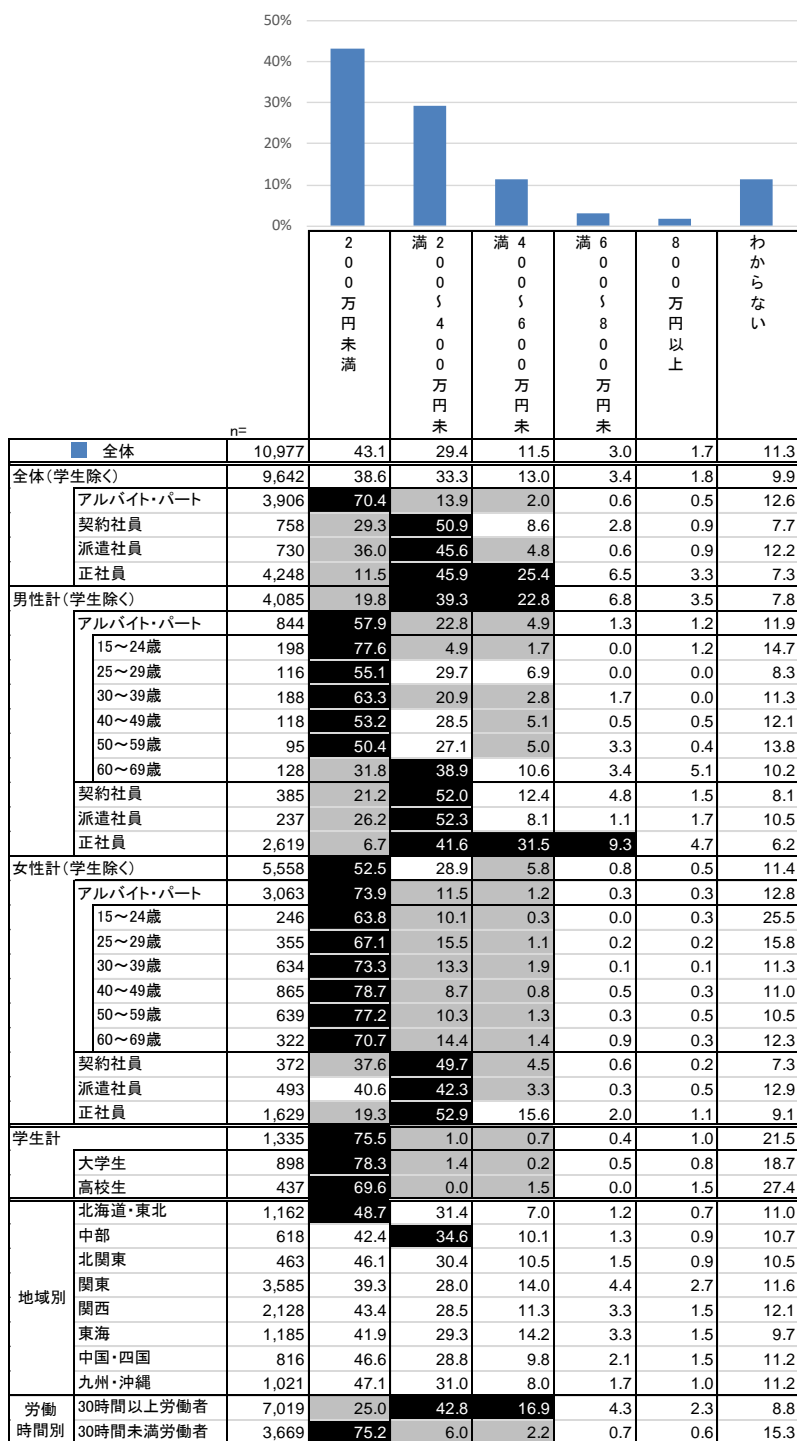 50%
40%
30%
20%
10%
0%
200万円未満
200〜400万円未満
400〜600万円未満
600〜800万円未満
800万円以上
わからない
n=
全体 10,977 43.1 29.4 11.5 3.0 1.7 11.3
全体(学生除く) 9,642 38.6 33.3 13.0 3.4 1.8 9.9
アルバイト・パート 3,906 70.4 13.9 2.0 0.6 0.5 12.6
契約社員 758 29.3 50.9 8.6 2.8 0.9 7.7
派遣社員 730 36.0 45.6 4.8 0.6 0.9 12.2
正社員 4,248 11.5 45.9 25.4 6.5 3.3 7.3
男性計(学生除く) 4,085 19.8 39.3 22.8 6.8 3.5 7.8
アルバイト・パート 844 57.9 22.8 4.9 1.3 1.2 11.9
15〜24歳 198 77.6 4.9 1.7 0.0 1.2 14.7
25〜29歳 116 55.1 29.7 6.9 0.0 0.0 8.3
30〜39歳 188 63.3 20.9 2.8 1.7 0.0 11.3
40〜49歳 118 53.2 28.5 5.1 0.5 0.5 12.1
50〜59歳 95 50.4 27.1 5.0 3.3 0.4 13.8
60〜69歳 128 31.8 38.9 10.6 3.4 5.1 10.2
契約社員 385 21.2 52.0 12.4 4.8 1.5 8.1
派遣社員 237 26.2 52.3 8.1 1.1 1.7 10.5
正社員 2,619 6.7 41.6 31.5 9.3 4.7 6.2
女性計(学生除く) 5,558 52.5 28.9 5.8 0.8 0.5 11.4
アルバイト・パート 3,063 73.9 11.5 1.2 0.3 0.3 12.8
15〜24歳 246 63.8 10.1 0.3 0.0 0.3 25.5
25〜29歳 355 67.1 15.5 1.1 0.2 0.2 15.8
30〜39歳 634 73.3 13.3 1.9 0.1 0.1 11.3
40〜49歳 865 78.7 8.7 0.8 0.5 0.3 11.0
50〜59歳 639 77.2 10.3 1.3 0.3 0.5 10.5
60〜69歳 322 70.7 14.4 1.4 0.9 0.3 12.3
契約社員 372 37.6 49.7 4.5 0.6 0.2 7.3
派遣社員 493 40.6 42.3 3.3 0.3 0.5 12.9
正社員 1,629 19.3 52.9 15.6 2.0 1.1 9.1
学生計 1,335 75.5 1.0 0.7 0.4 1.0 21.5
大学生 898 78.3 1.4 0.2 0.5 0.8 18.7
高校生 437 69.6 0.0 1.5 0.0 1.5 27.4
地域別
北海道・東北 1,162 48.7 31.4 7.0 1.2 0.7 11.0
中部 618 42.4 34.6 10.1 1.3 0.9 10.7
北関東 463 46.1 30.4 10.5 1.5 0.9 10.5
関東 3,585 39.3 28.0 14.0 4.4 2.7 11.6
関西 2,128 43.4 28.5 11.3 3.3 1.5 12.1
東海 1,185 41.9 29.3 14.2 3.3 1.5 9.7
中国・四国 816 46.6 28.8 9.8 2.1 1.5 11.2
九州・沖縄 1,021 47.1 31.0 8.0 1.7 1.0 11.2
労働時間別
30時間以上労働者 7,019 25.0 42.8 16.9 4.3 2.3 8.8
30時間未満労働者 3,669 75.2 6.0 2.2 0.7 0.6 15.3